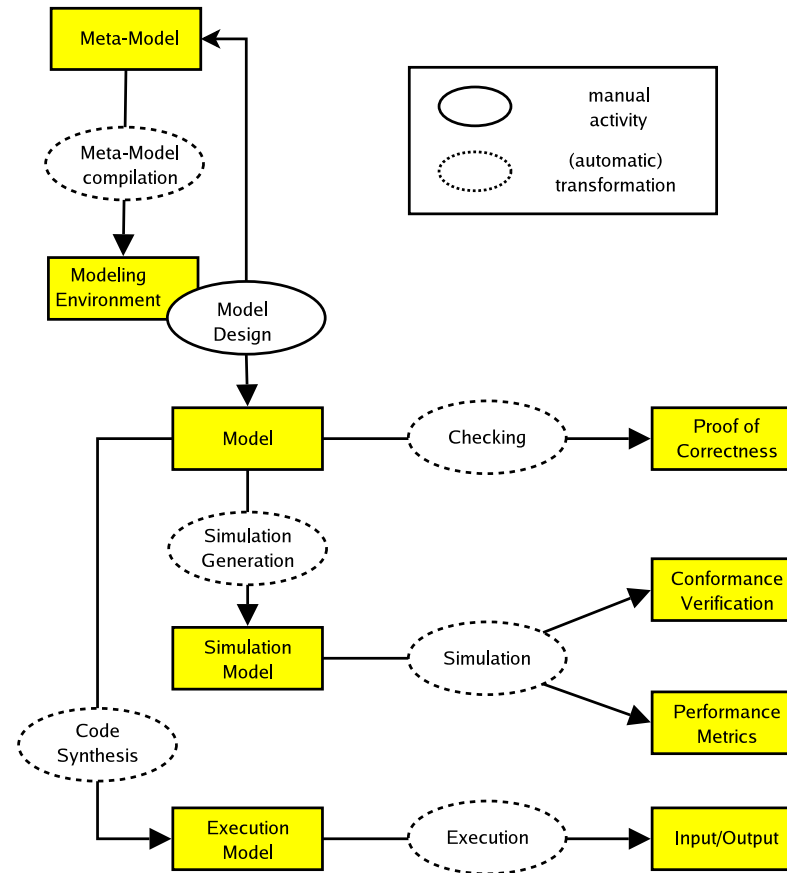 Meta-Model
manual
activity
(automatic)
transformation
Meta-Model
compilation
Modeling
Environment
Model
Design
Model
Checking
Proof of
Correctness
Simulation
Generation
Conformance
Verification
Simulation
Model
Simulation
Performance
Metrics
Code
Synthesis
Execution
Model
Execution
Input/Output